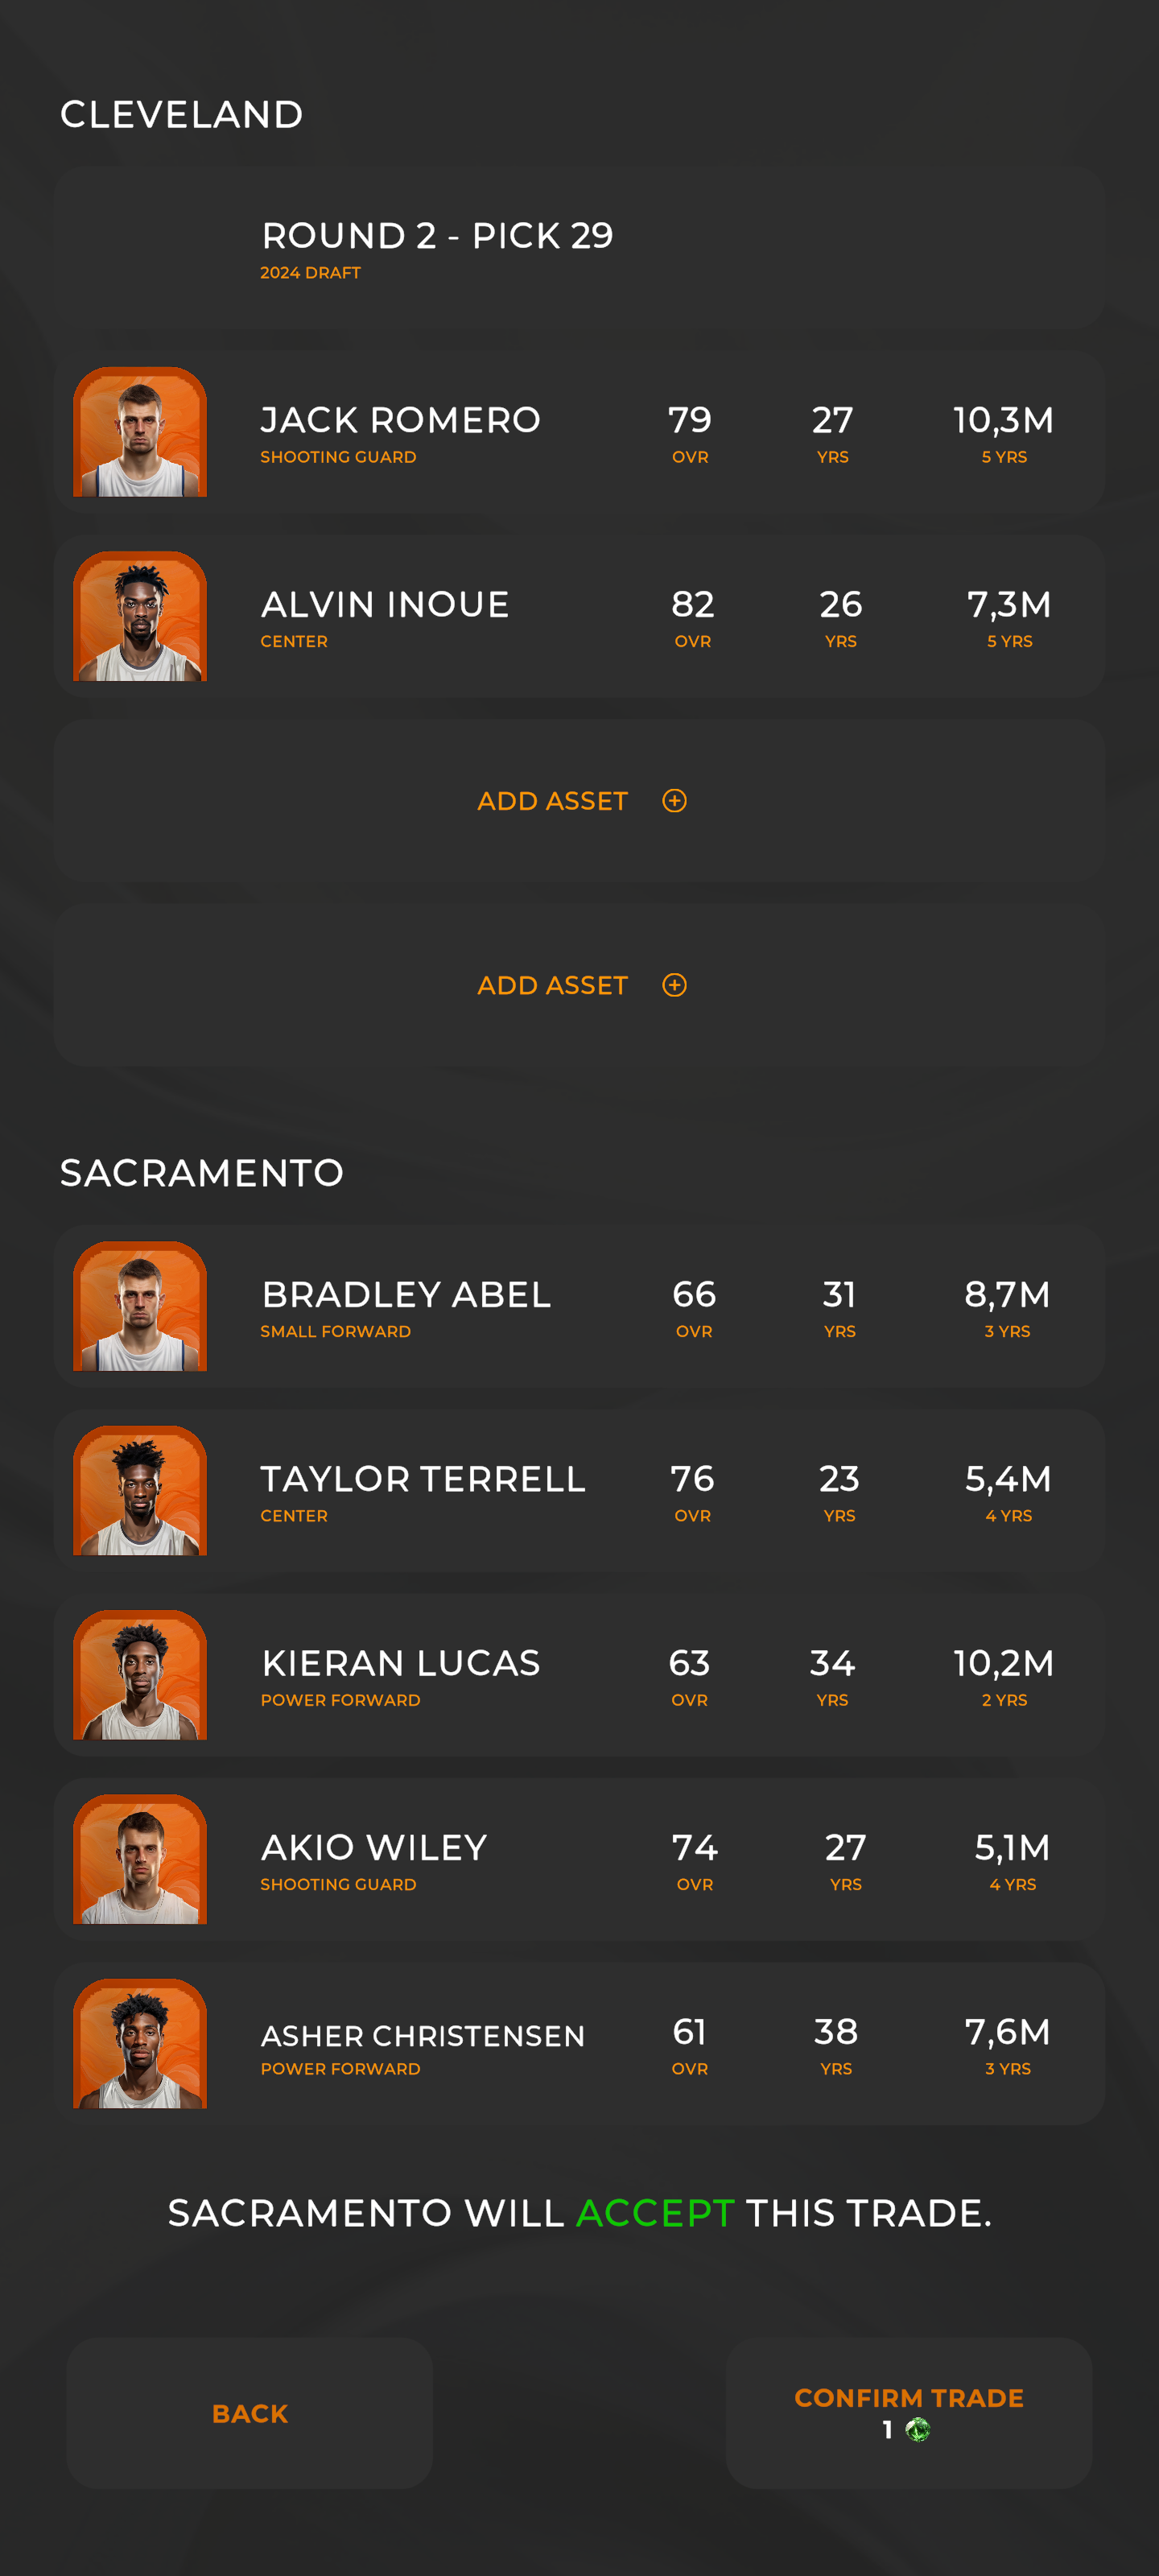 CLEVELAND
ROUND 2 - PICK 29
2024 DRAFT
JACK ROMERO 79 27 10,3M
SHOOTING GUARD OVR YRS 5 YRS
ALVIN INOUE 82 26 7,3M
CENTER OVR YRS 5 YRS
ADD ASSET
ADD ASSET
SACRAMENTO
BRADLEY ABEL 66 31 8,7M
SMALL FORWARD OVR YRS 3 YRS
TAYLOR TERRELL 76 23 5,4M
CENTER OVR YRS 4 YRS
KIERAN LUCAS 63 34 10,2M
POWER FORWARD OVR YRS 2 YRS
AKIO WILEY 74 27 5,1M
SHOOTING GUARD OVR YRS 4 YRS
ASHER CHRISTENSEN 61 38 7,6M
POWER FORWARD OVR YRS 3 YRS
SACRAMENTO WILL ACCEPT THIS TRADE.
BACK
CONFIRM TRADE
1